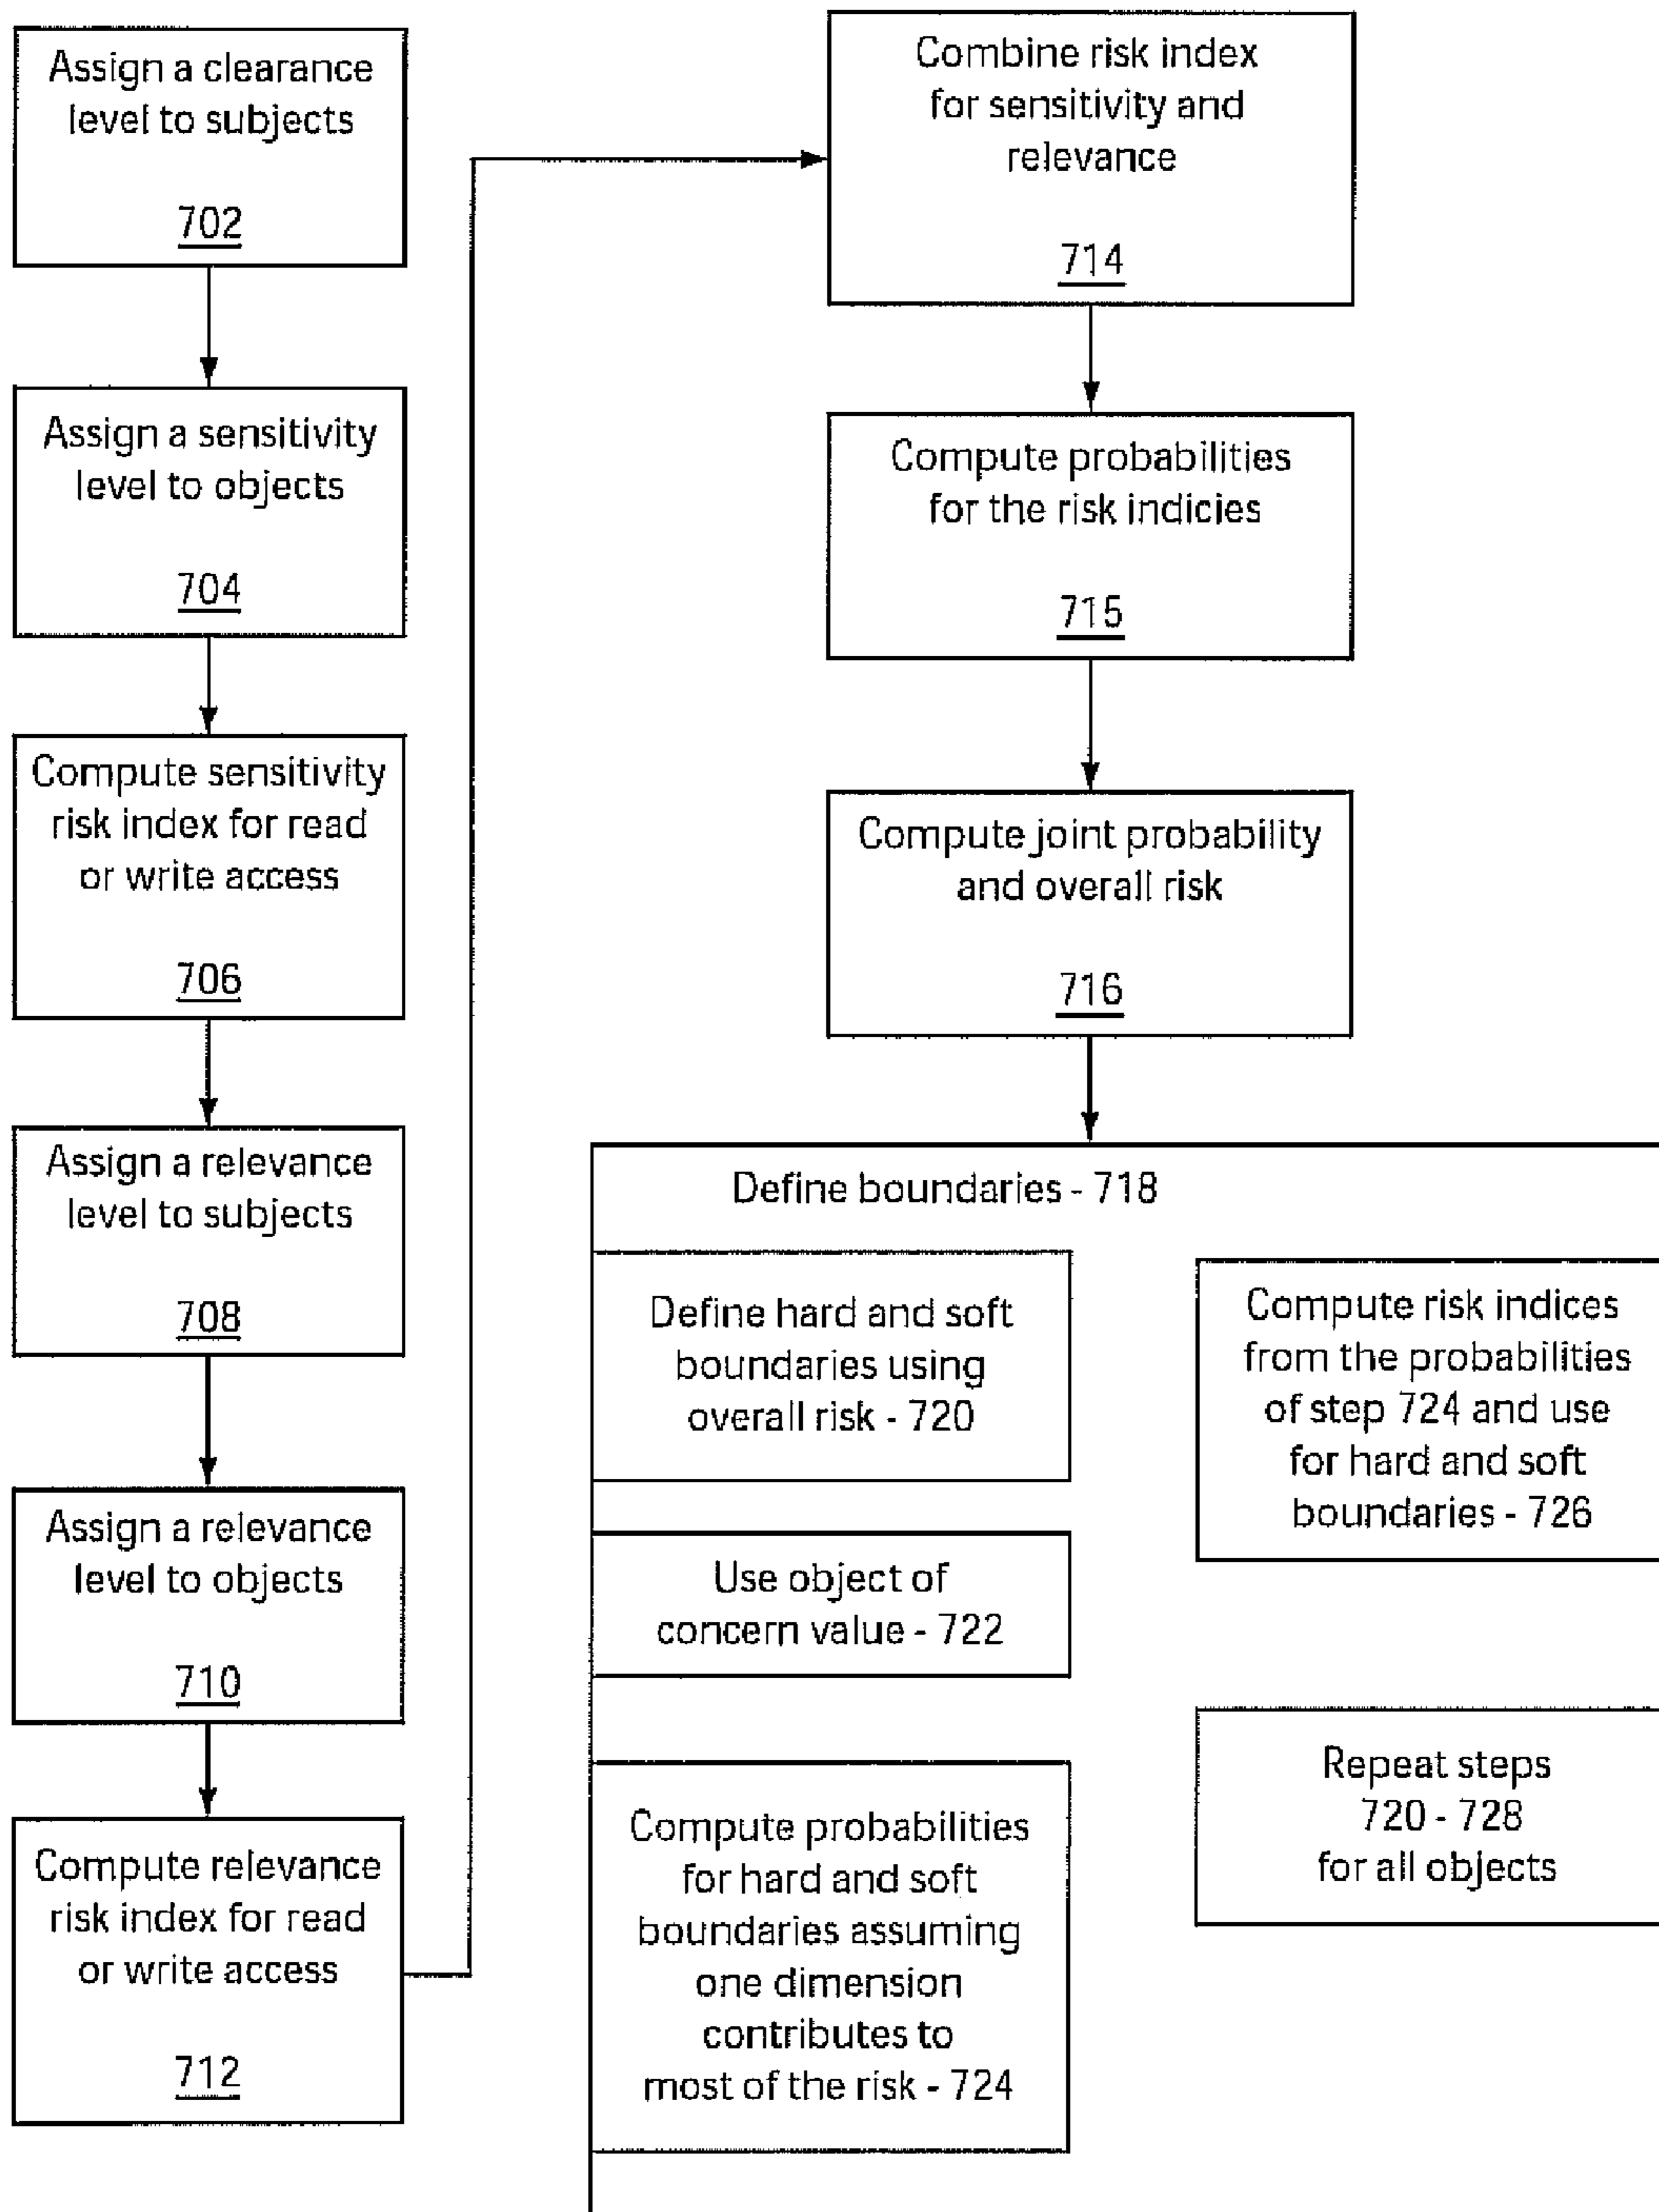 Assign a clearance
level to subjects
702
Assign a sensitivity
level to objects
704
Compute sensitivity
risk index for read
or write access
706
Assign a relevance
level to subjects
708
Assign a relevance
level to objects
710
Compute relevance
risk index for read
or write access
712
Combine risk index
for sensitivity and
relevance
714
Compute probabilities
for the risk indicies
715
Compute joint probability
and overall risk
716
Define boundaries - 718
Define hard and soft
boundaries using
overall risk - 720
Use object of
concern value - 722
Compute probabilities
for hard and soft
boundaries assuming
one dimension
contributes to
most of the risk - 724
Compute risk indices
from the probabilities
of step 724 and use
for hard and soft
boundaries - 726
Repeat steps
720 - 728
for all objects